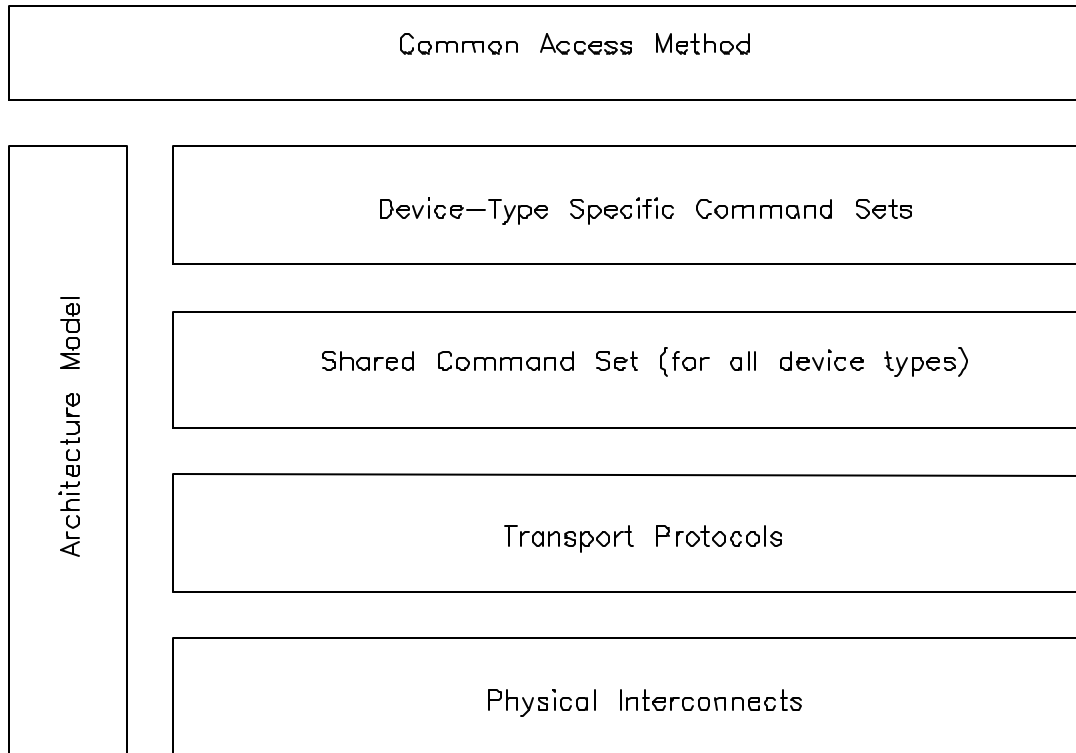 Common Access Method
Device-Type Specific Command Sets
Architecture Model
Shared Command Set (for all device types)
Transport Protocols
Physical Interconnects